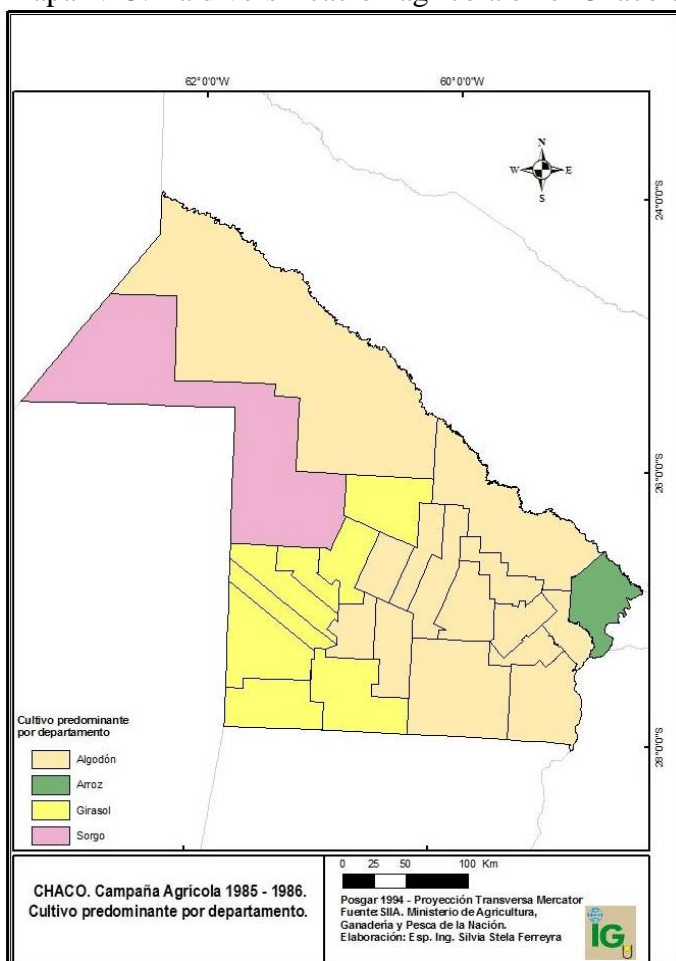 62°0'0"W 60°0'0"W
N
W E
S
24°0'0"S
26°0'0"S
28°0'0"S
Cultivo predominante
por departamento
Algodón
Arroz
Girasol
Sorgo
CHACO. Campaña Agrícola 1985 - 1986.
Cultivo predominante por departamento.
0 25 50 100 Km
Posgar 1994 - Proyección Transversa Mercator
Fuente: SIIA. Ministerio de Agricultura,
Ganadería y Pesca de la Nación.
Elaboración: Esp. Ing. Silvia Stela Ferreyra
IG